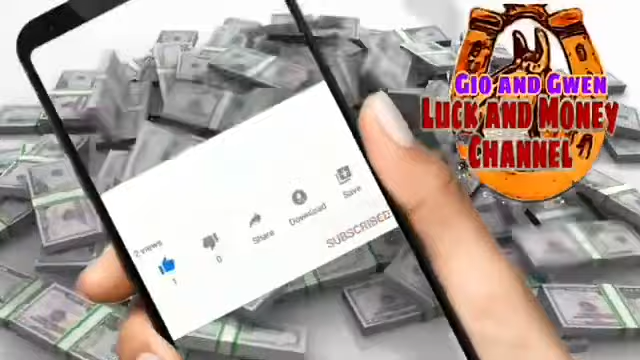 Gio and Gwen
Luck and Money
Channel
2 views
1
0
Share
Download
Save
SUBSCRIBED